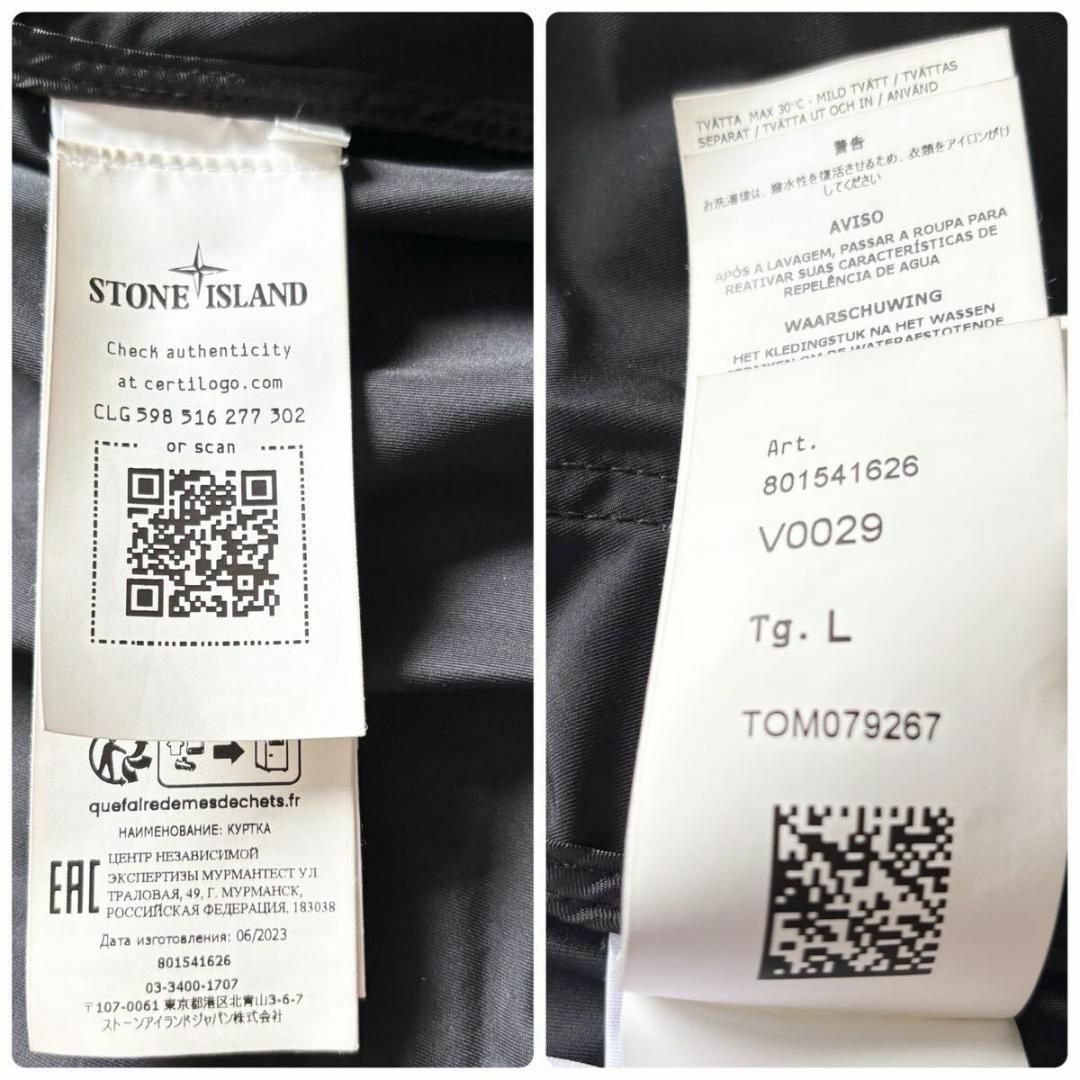 STONE ISLAND
Check authenticity
at certilogo.com
CLG 598 516 277 302
or scan
quefairedemesdechets.fr
НАИМЕНОВАНИЕ: КУРТКА
EAC
ЦЕНТР НЕЗАВИСИМОЙ
ЭКСПЕРТИЗЫ МУРМАНТЕСТ УЛ.
ТРАЛОВАЯ, 49, Г. МУРМАНСК,
РОССИЙСКАЯ ФЕДЕРАЦИЯ, 183038
Дата изготовления: 06/2023
801541626
03-3400-1707
〒107-0061 東京都港区北青山3-6-7
ストーンアイランドジャパン株式会社
TVÄTTA MAX 30°C - MILD TVÄTT / TVÄTTAS
SEPARAT / TVÄTTA UT OCH IN / ANVÄND
警告
お洗濯後は、撥水性を復活させるため、衣類をアイロンがけ
してください
AVISO
APÓS A LAVAGEM, PASSAR A ROUPA PARA
REATIVAR SUAS CARACTERÍSTICAS DE
REPELÊNCIA DE AGUA
WAARSCHUWING
HET KLEDINGSTUK NA HET WASSEN
STRIJKEN OM DE WATERAFSTOTENDE
Art.
801541626
V0029
Tg. L
TOM079267